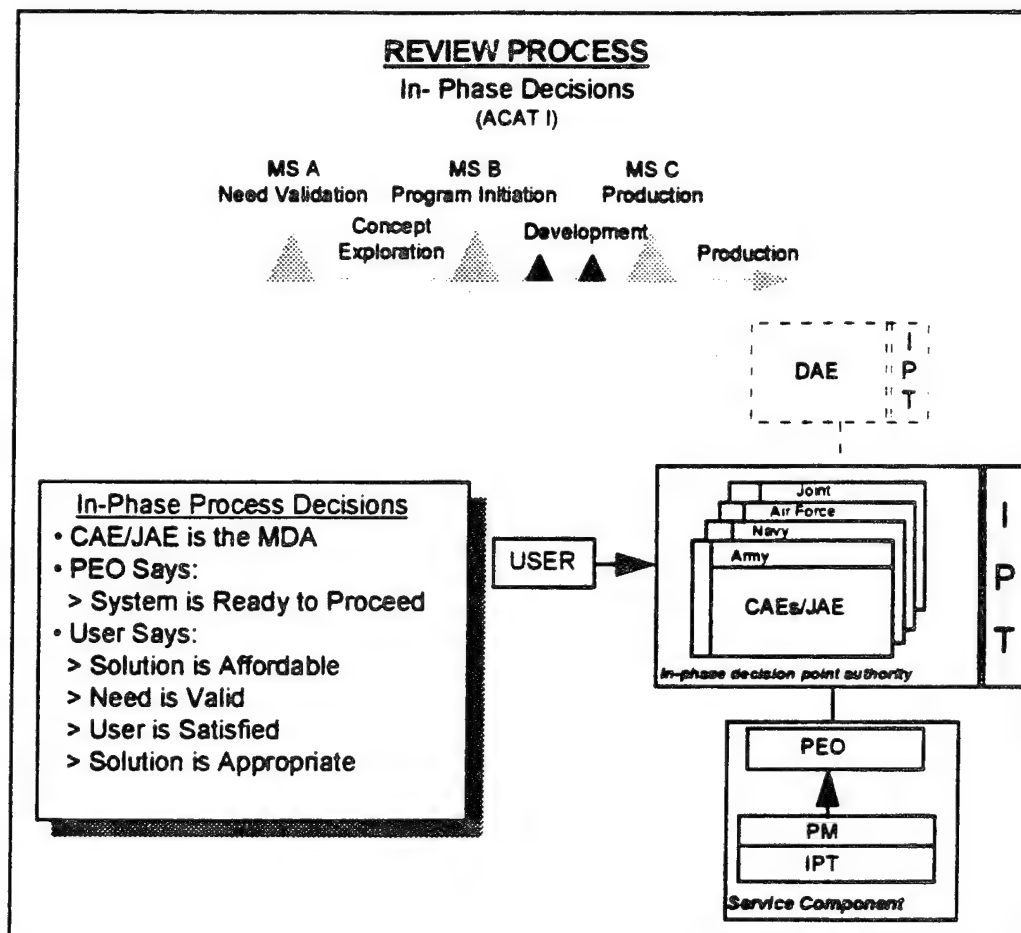 REVIEW PROCESS
In- Phase Decisions
(ACAT I)
MS A
Need Validation
MS B
Program Initiation
MS C
Production
Concept
Exploration
Development
Production
DAE
I
P
T
In-Phase Process Decisions
• CAE/JAE is the MDA
• PEO Says:
> System is Ready to Proceed
• User Says:
> Solution is Affordable
> Need is Valid
> User is Satisfied
> Solution is Appropriate
USER
Joint
Air Force
Navy
Army
CAEs/JAE
In-phase decision point authority
I
P
T
PEO
PM
IPT
Service Component